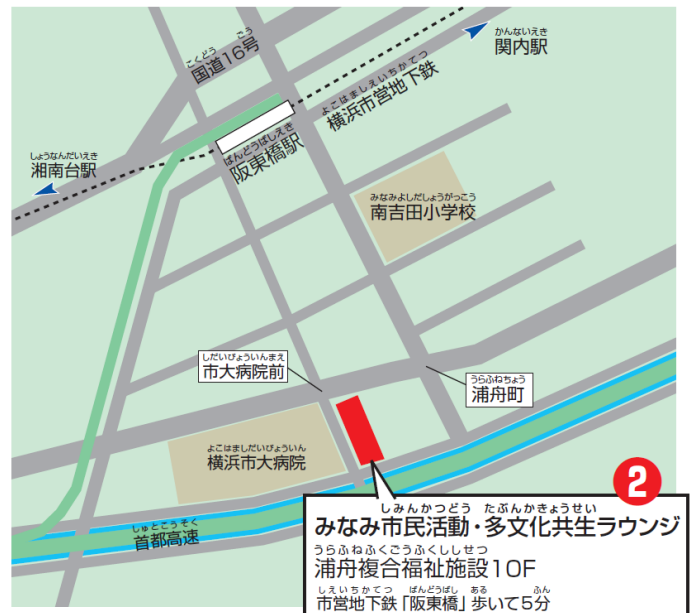 こくどう ごう
国道16号
かんないえき
関内駅
よこはましえいちかてつ
横浜市営地下鉄
ばんどうばしえき
阪東橋駅
しょうなんだいえき
湘南台駅
みなみよしだしょうがっこう
南吉田小学校
しだいびょういんまえ
市大病院前
うらふねちょう
浦舟町
よこはましだいびょういん
横浜市大病院
しゅとこうそく
首都高速
2
しみんかつどう たぶんかきょうせい
みなみ市民活動・多文化共生ラウンジ
うらふねふくごうふくししせつ
浦舟複合福祉施設10F
しえいちかてつ ばんどうばし ある ふん
市営地下鉄「阪東橋」歩いて5分